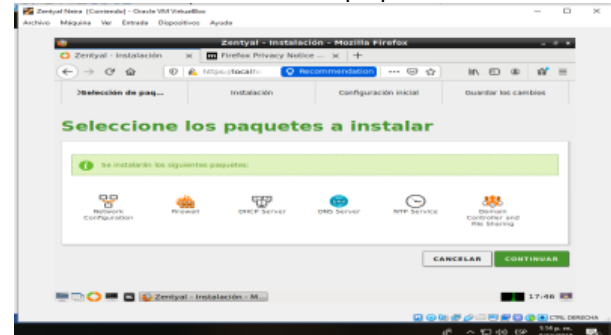 Zentyal Nina [Corriendo] - Oracle VM VirtualBox
Archivo Máquina Ver Entrada Dispositivos Ayuda
Zentyal - Instalación - Mozilla Firefox
Zentyal - Instalación
Firefox Privacy Notice —
Recommendation
Selección de paq...
Instalación
Configuración inicial
Guardar los cambios
Seleccione los paquetes a instalar
Se instalarán los siguientes paquetes:
Network Configuration
Firewall
DHCP Server
DNS Server
NTP Service
Domain Controller and File Sharing
CANCELAR
CONTINUAR
Zentyal - Instalación - M...
17:46
CTRL DERECHA
ESP